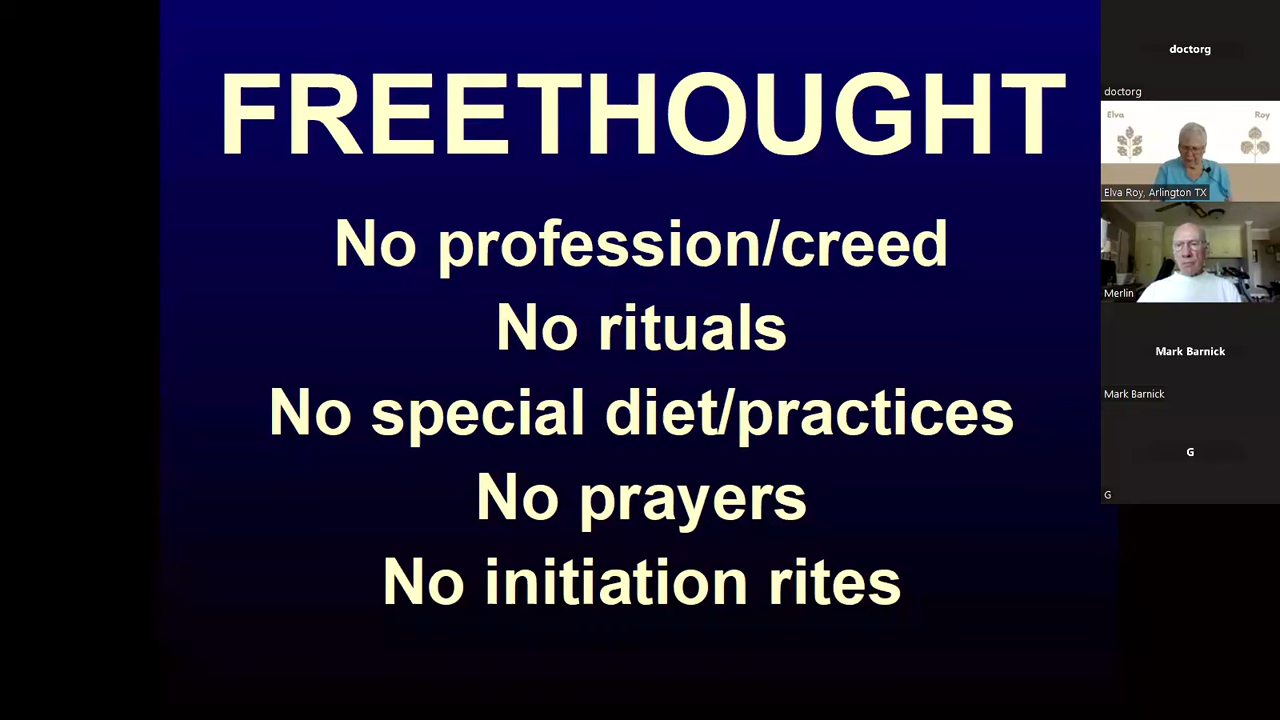 FREETHOUGHT
No profession/creed
No rituals
No special diet/practices
No prayers
No initiation rites
doctorg
doctorg
Elva
Roy
Elva Roy, Arlington TX
Merlin
Mark Barnick
Mark Barnick
G
G